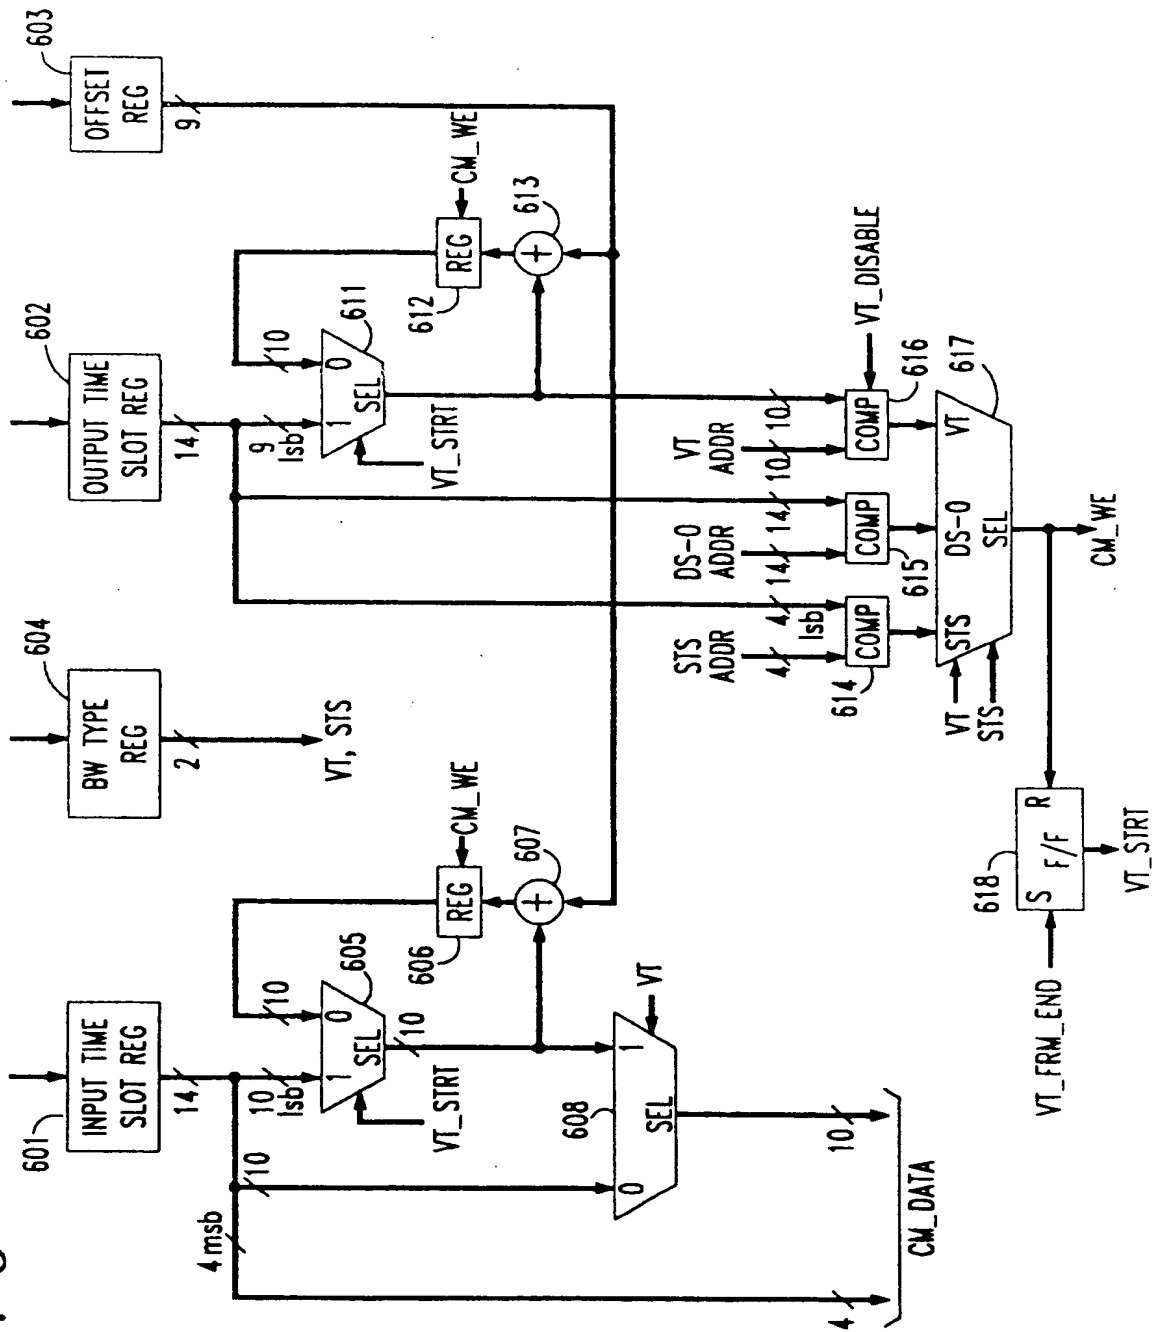 601
INPUT TIME
SLOT REG
604
BW TYPE
REG
602
OUTPUT TIME
SLOT REG
603
OFFSET
REG
14
2
14
9
VT, STS
4 msb
10
10
lsb
10
9
lsb
10
1
0
SEL
605
VT_STRT
10
606
REG
CM_WE
607
1
0
SEL
611
VT_STRT
612
REG
CM_WE
613
608
0
1
SEL
VT
10
4
CM_DATA
STS
ADDR
DS-0
ADDR
VT
ADDR
4
4
lsb
14
14
10
10
COMP
614
COMP
615
COMP
616
VT_DISABLE
STS
DS-0
VT
SEL
617
VT
STS
CM_WE
618
S
R
F/F
VT_FRM_END
VT_STRT